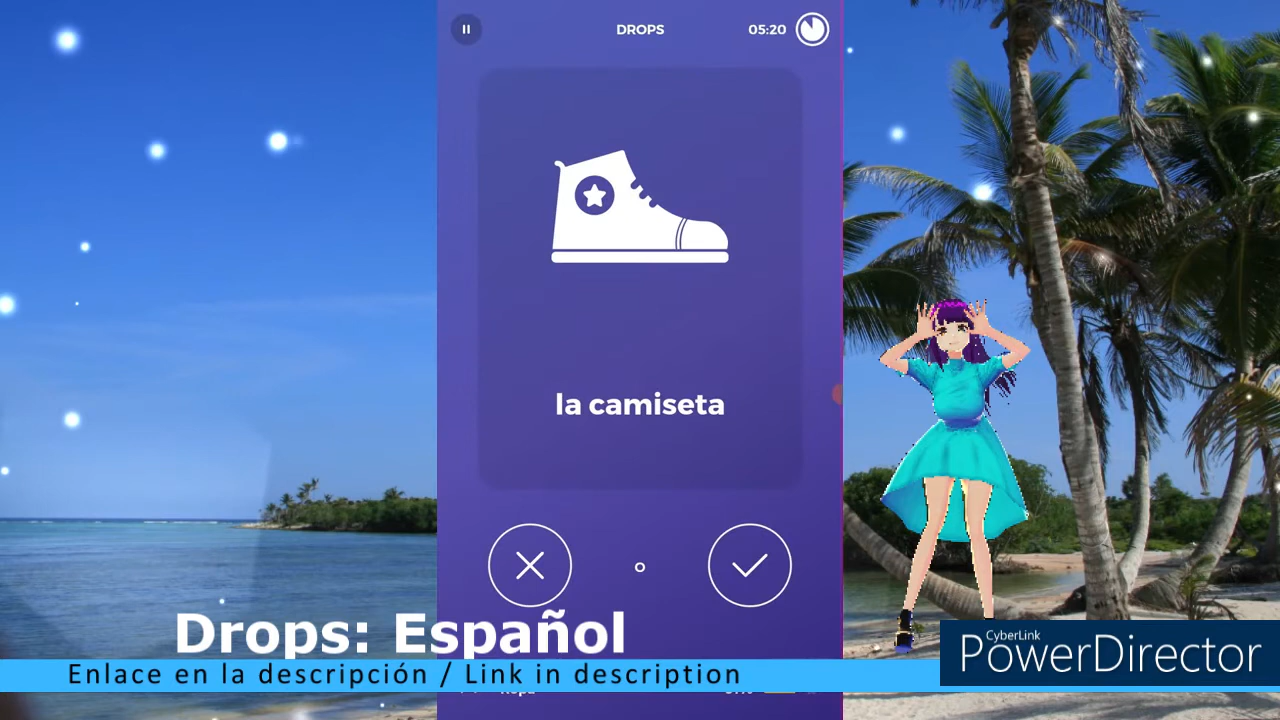 DROPS
05:20
la camiseta
o
Drops: Español
Enlace en la descripción / Link in description
CyberLink
PowerDirector